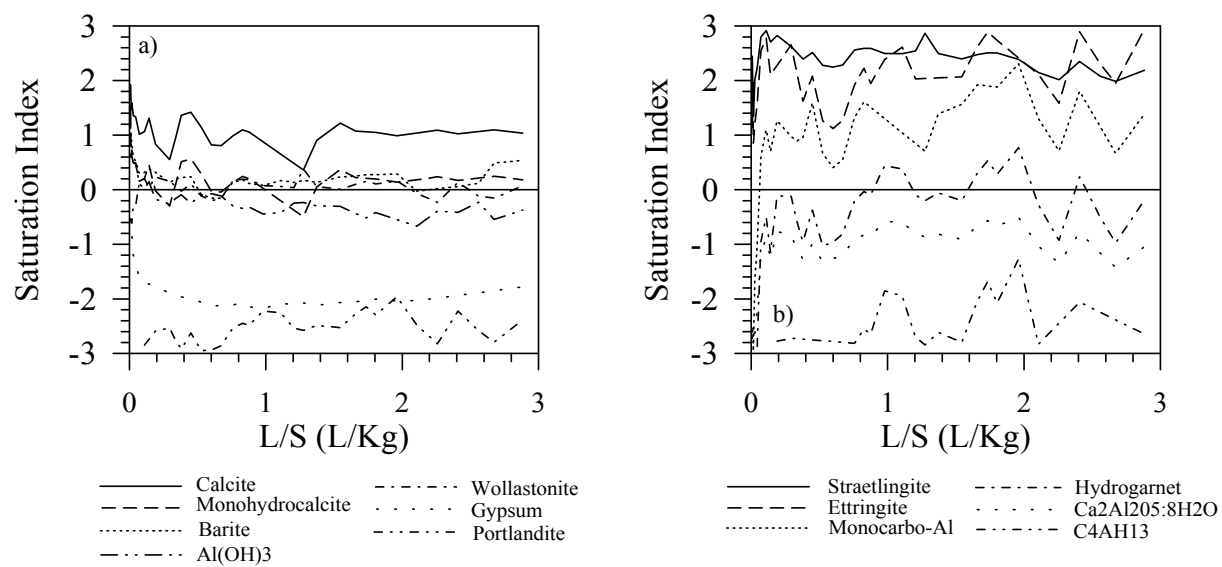 3
2
1
0
-1
-2
-3
Saturation Index
a)
0 1 2 3
L/S (L/Kg)
Calcite
Monohydrocalcite
Barite
Al(OH)3
Wollastonite
Gypsum
Portlandite
3
2
1
0
-1
-2
-3
Saturation Index
b)
0 1 2 3
L/S (L/Kg)
Straetlingite
Ettringite
Monocarbo-Al
Hydrogarnet
Ca2Al205:8H2O
C4AH13